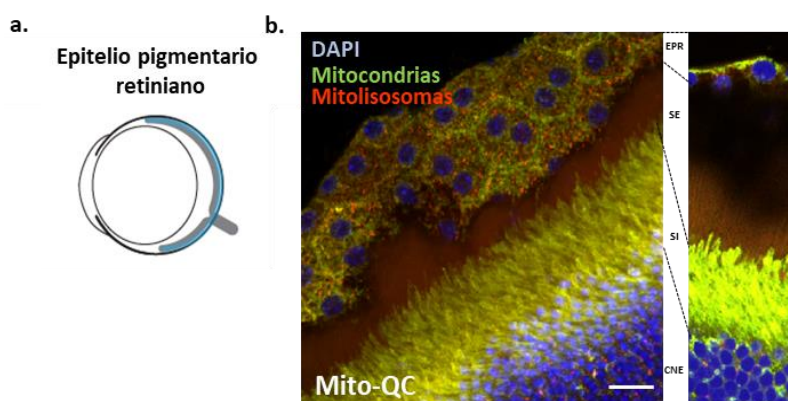 a.
Epitelio pigmentario
retiniano
b.
DAPI
Mitocondrias
Mitolisosomas
Mito-QC
EPR
SE
SI
CNE